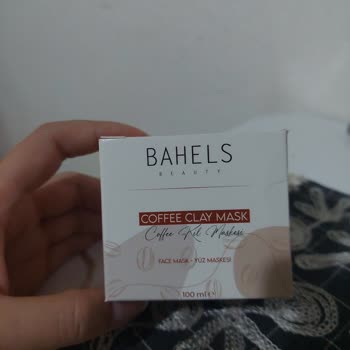 BAHELS
BEAUTY
COFFEE CLAY MASK
Coffee Kil Maskesi
FACE MASK - YÜZ MASKESİ
100 ml e